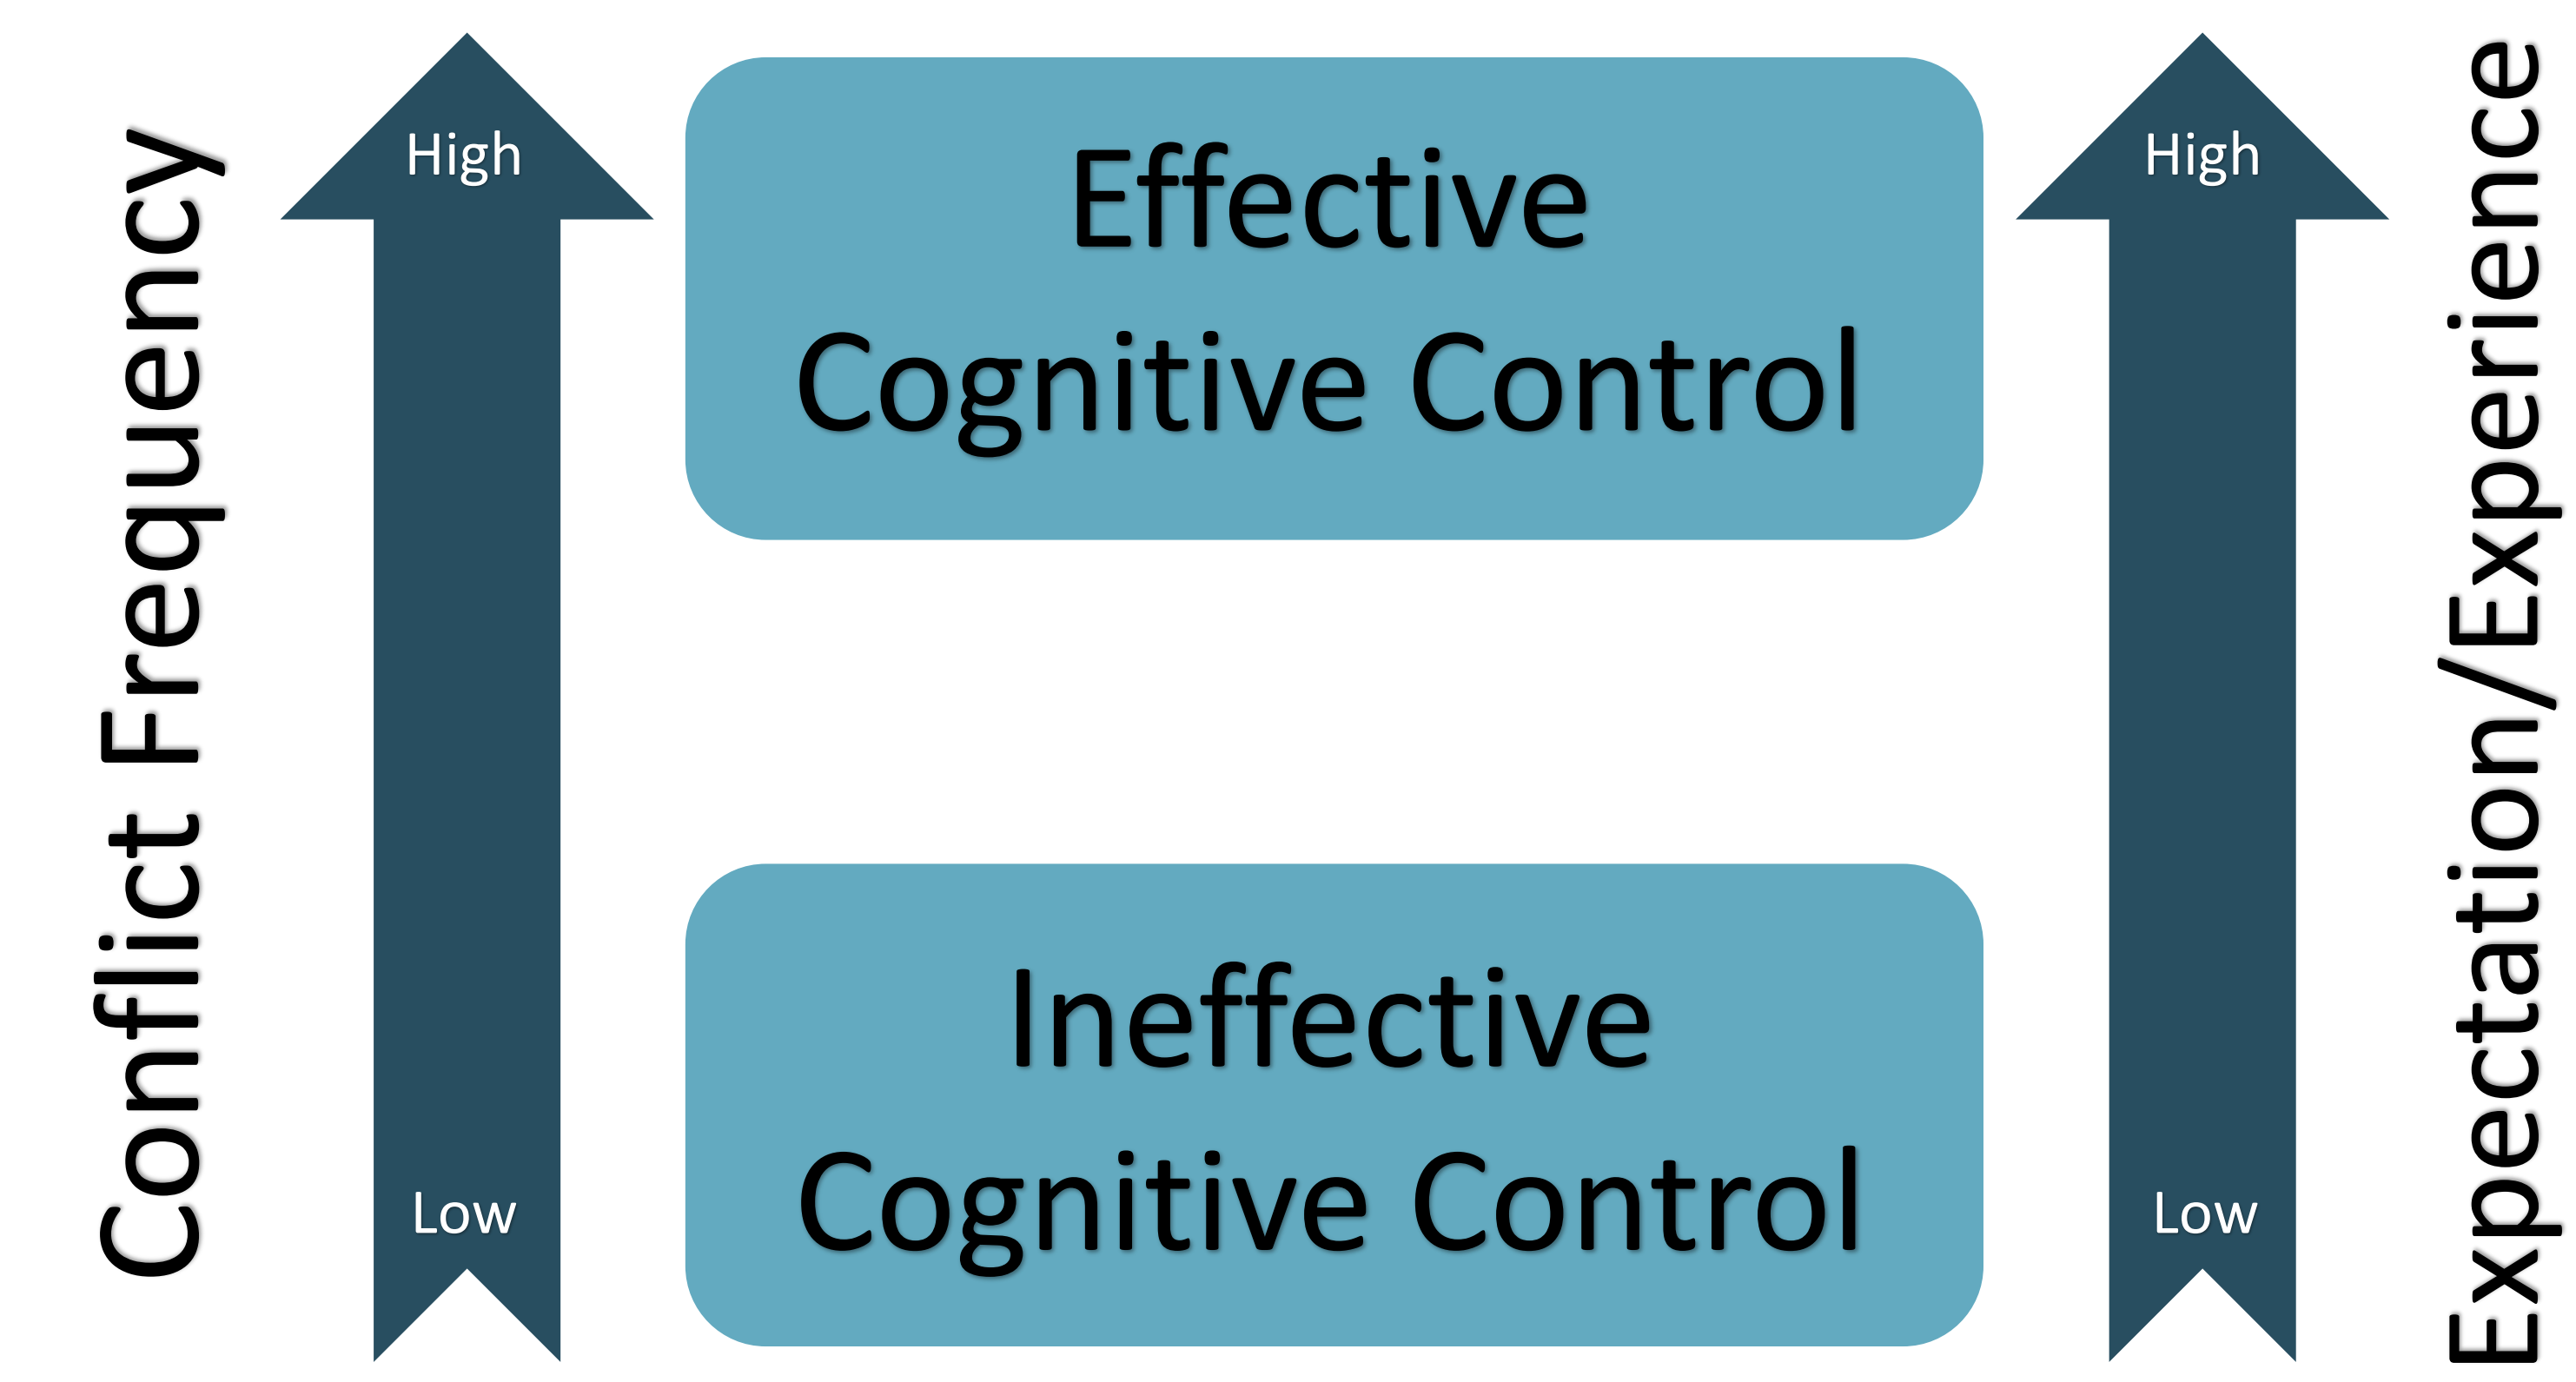 Conflict Frequency
High
Low
Effective
Cognitive Control
Ineffective
Cognitive Control
High
Low
Expectation/Experience